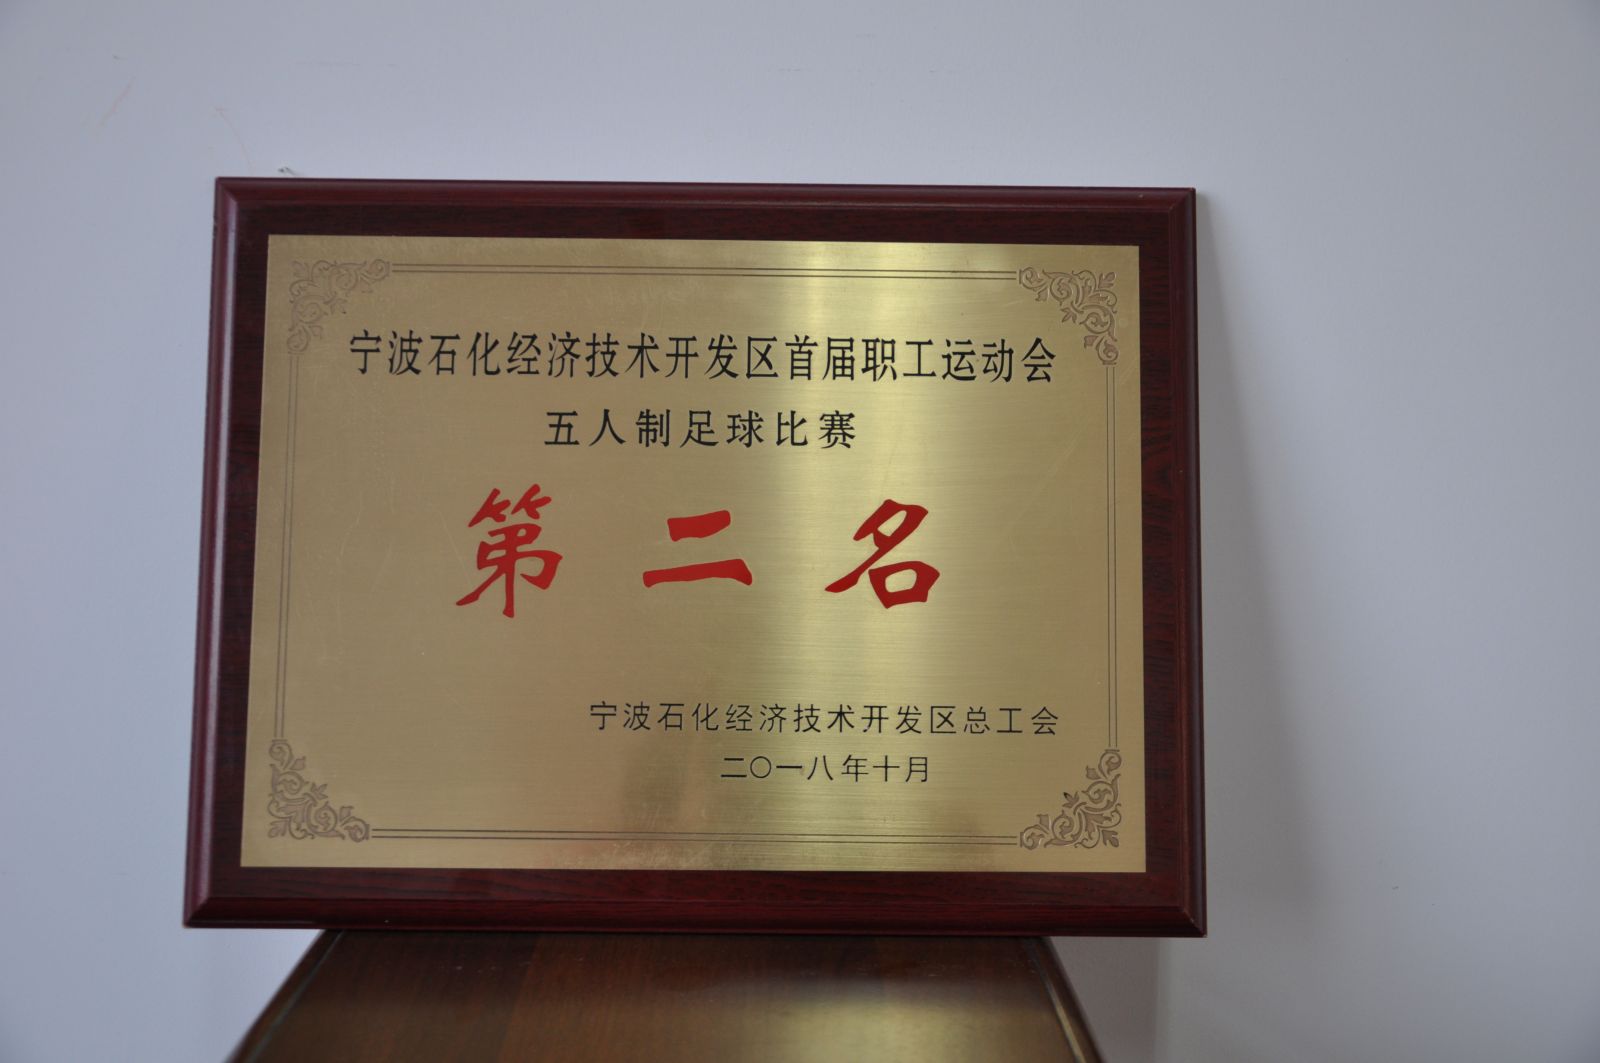 宁波石化经济技术开发区首届职工运动会
五人制足球比赛
第二名
宁波石化经济技术开发区总工会
二〇一八年十月